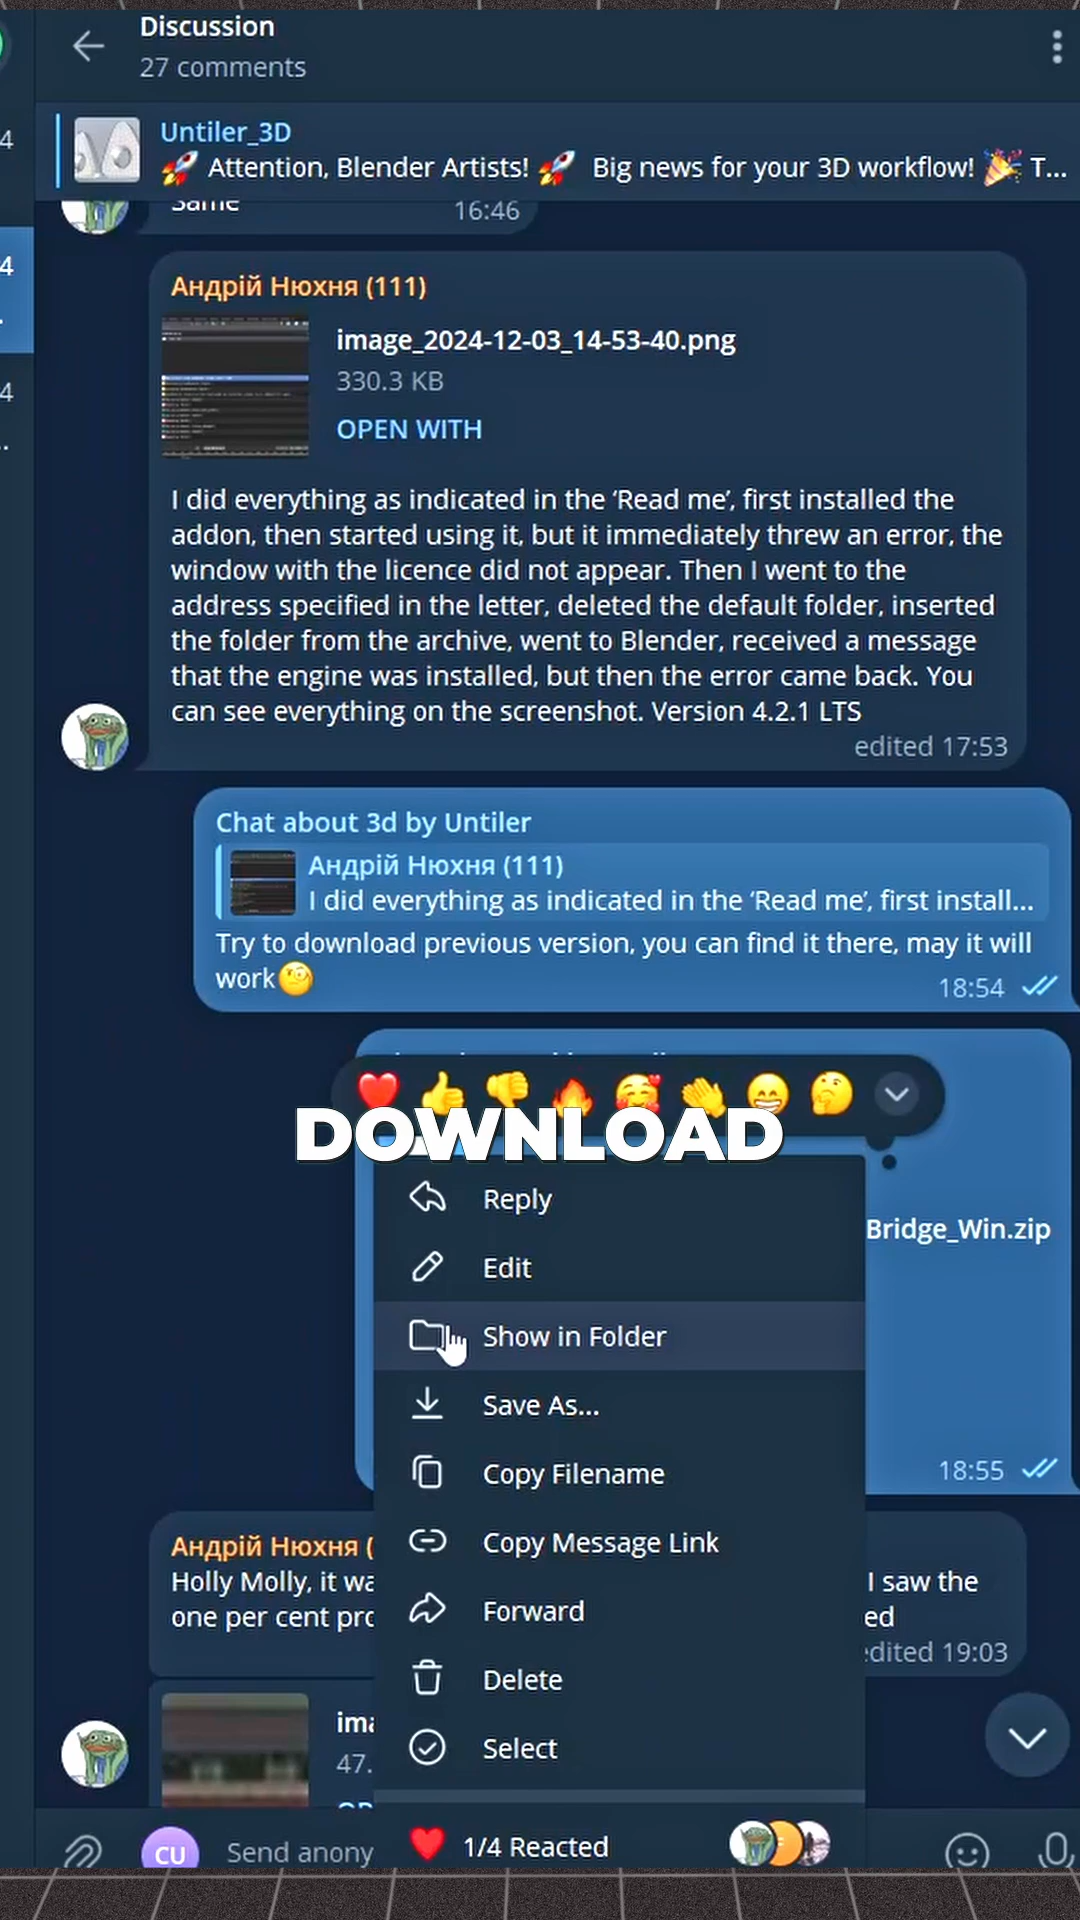 Discussion
27 comments
4
Untiler_3D
🚀 Attention, Blender Artists! 🚀 Big news for your 3D workflow! 🎉 T...
Same
16:46
4
Андрій Нюхня (111)
image_2024-12-03_14-53-40.png
330.3 KB
4
OPEN WITH
I did everything as indicated in the ‘Read me’, first installed the
addon, then started using it, but it immediately threw an error, the
window with the licence did not appear. Then I went to the
address specified in the letter, deleted the default folder, inserted
the folder from the archive, went to Blender, received a message
that the engine was installed, but then the error came back. You
can see everything on the screenshot. Version 4.2.1 LTS
edited 17:53
Chat about 3d by Untiler
Андрій Нюхня (111)
I did everything as indicated in the ‘Read me’, first install...
Try to download previous version, you can find it there, may it will
work🧐
18:54
DOWNLOAD
Reply
Bridge_Win.zip
Edit
Show in Folder
Save As...
Copy Filename
18:55
Copy Message Link
Андрій Нюхня (
Holly Molly, it wa
I saw the
one per cent pro
ed
Forward
edited 19:03
Delete
ima
Select
47.
CU
Send anony
1/4 Reacted